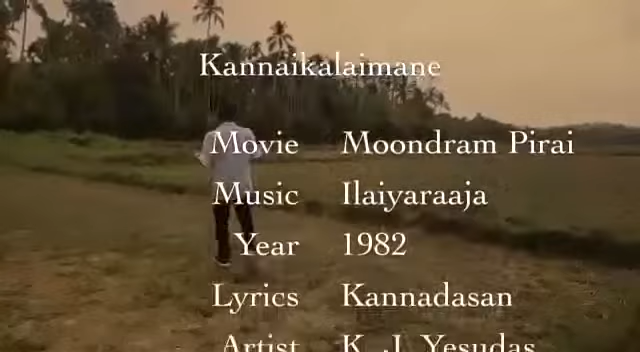 Kannaikalaimane
Movie Moondram Pirai
Music Ilaiyaraaja
Year 1982
Lyrics Kannadasan
Artist K. J. Yesudas